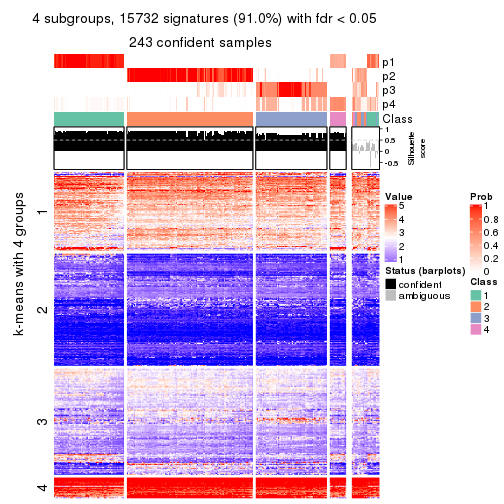 4 subgroups, 15732 signatures (91.0%) with fdr < 0.05
243 confident samples
p1
p2
p3
p4
Class
1
0.5
0
-0.5
Silhouette
score
k-means with 4 groups
1
2
3
4
Value
5
4
3
2
1
Status (barplots)
confident
ambiguous
Prob
1
0.8
0.6
0.4
0.2
0
Class
1
2
3
4